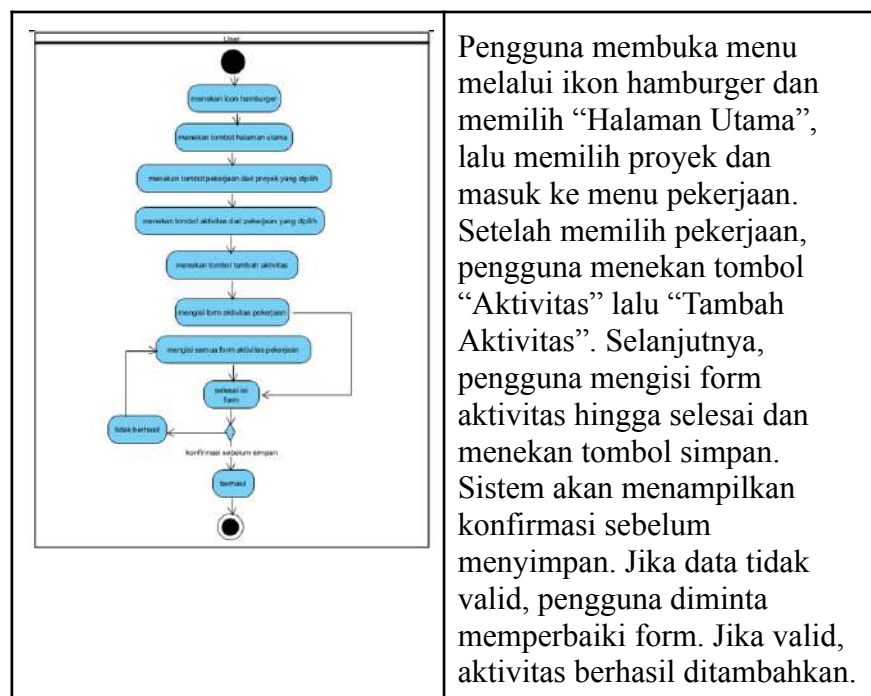 User
menekan icon hamburger
menekan tombol halaman utama
menekan tombol pekerjaan dari proyek yang dipilih
menekan tombol aktivitas dari pekerjaan yang dipilih
menekan tombol tambah aktivitas
mengisi form aktivitas pekerjaan
mengisi semua form aktivitas pekerjaan
selesai isi
form
tidak berhasil
konfirmasi sebelum simpan
berhasil
Pengguna membuka menu
melalui ikon hamburger dan
memilih “Halaman Utama”,
lalu memilih proyek dan
masuk ke menu pekerjaan.
Setelah memilih pekerjaan,
pengguna menekan tombol
“Aktivitas” lalu “Tambah
Aktivitas”. Selanjutnya,
pengguna mengisi form
aktivitas hingga selesai dan
menekan tombol simpan.
Sistem akan menampilkan
konfirmasi sebelum
menyimpan. Jika data tidak
valid, pengguna diminta
memperbaiki form. Jika valid,
aktivitas berhasil ditambahkan.